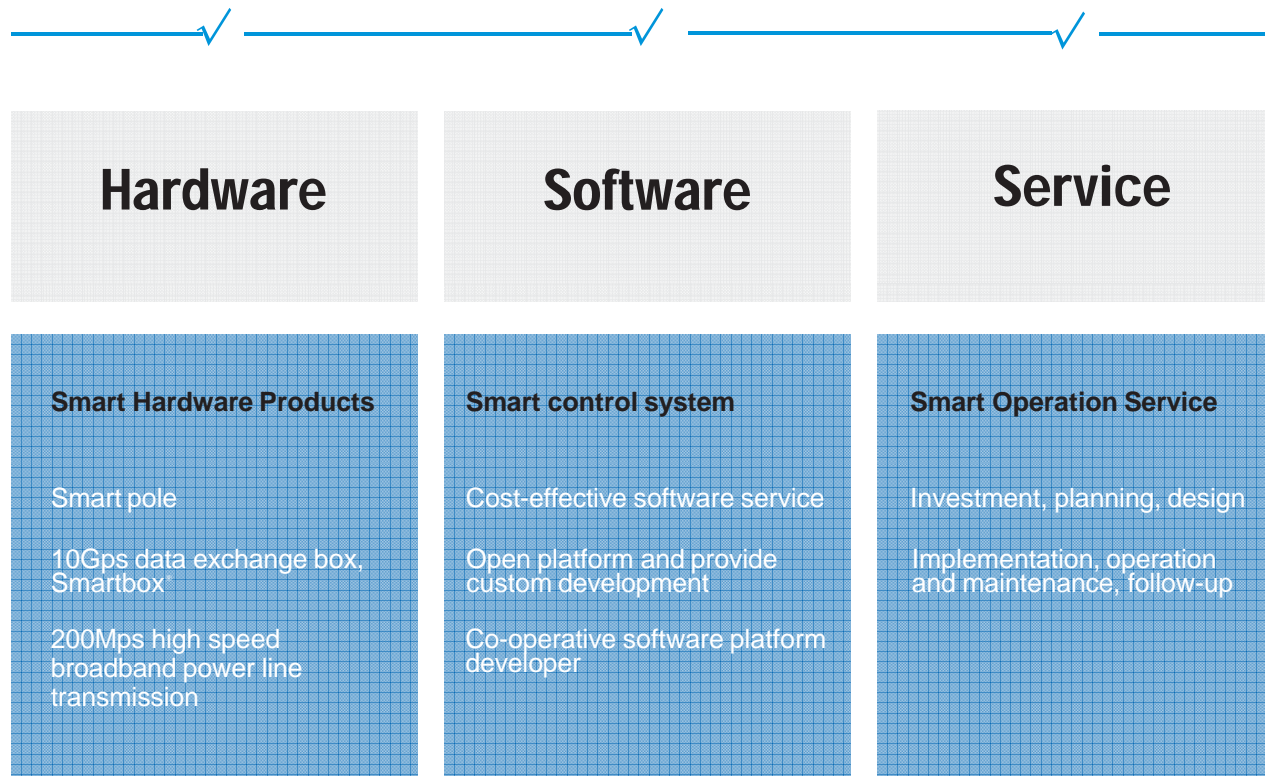 Hardware
Software
Service
Smart Hardware Products
Smart pole
10Gps data exchange box,
Smartbox®
200Mps high speed
broadband power line
transmission
Smart control system
Cost-effective software service
Open platform and provide
custom development
Co-operative software platform
developer
Smart Operation Service
Investment, planning, design
Implementation, operation
and maintenance, follow-up